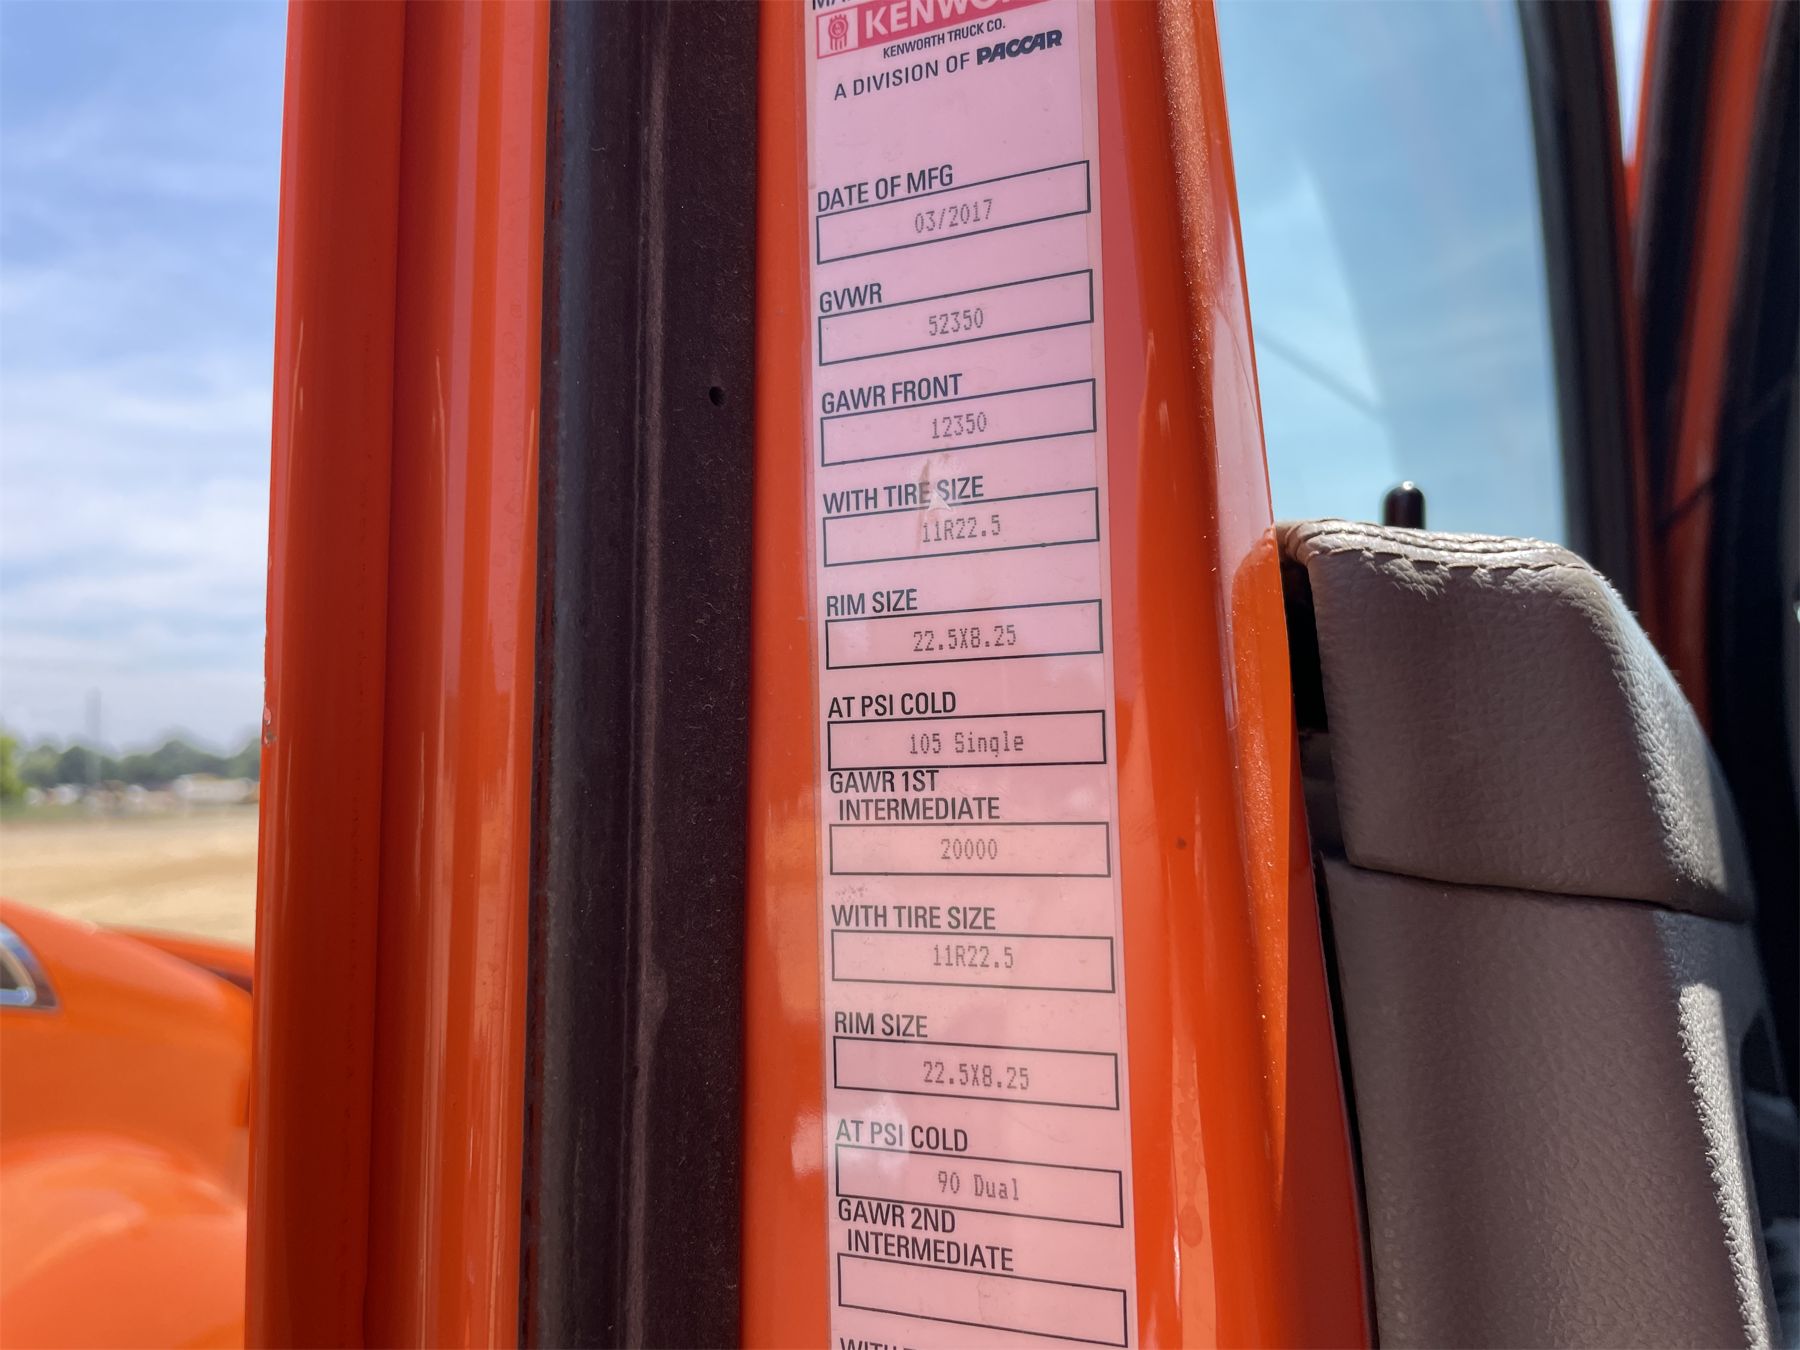 KENWO
KENWORTH TRUCK CO.
A DIVISION OF PACCAR
DATE OF MFG
03/2017
GVWR
52350
GAWR FRONT
12350
WITH TIRE SIZE
11R22.5
RIM SIZE
22.5X8.25
AT PSI COLD
105 Single
GAWR 1ST
INTERMEDIATE
20000
WITH TIRE SIZE
11R22.5
RIM SIZE
22.5X8.25
AT PSI COLD
90 Dual
GAWR 2ND
INTERMEDIATE
WITH